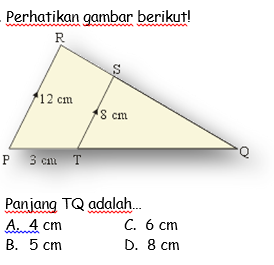 . Perhatikan gambar berikut!
R
S
12 cm
8 cm
P 3 cm T Q
Panjang TQ adalah...
A. 4 cm C. 6 cm
B. 5 cm D. 8 cm